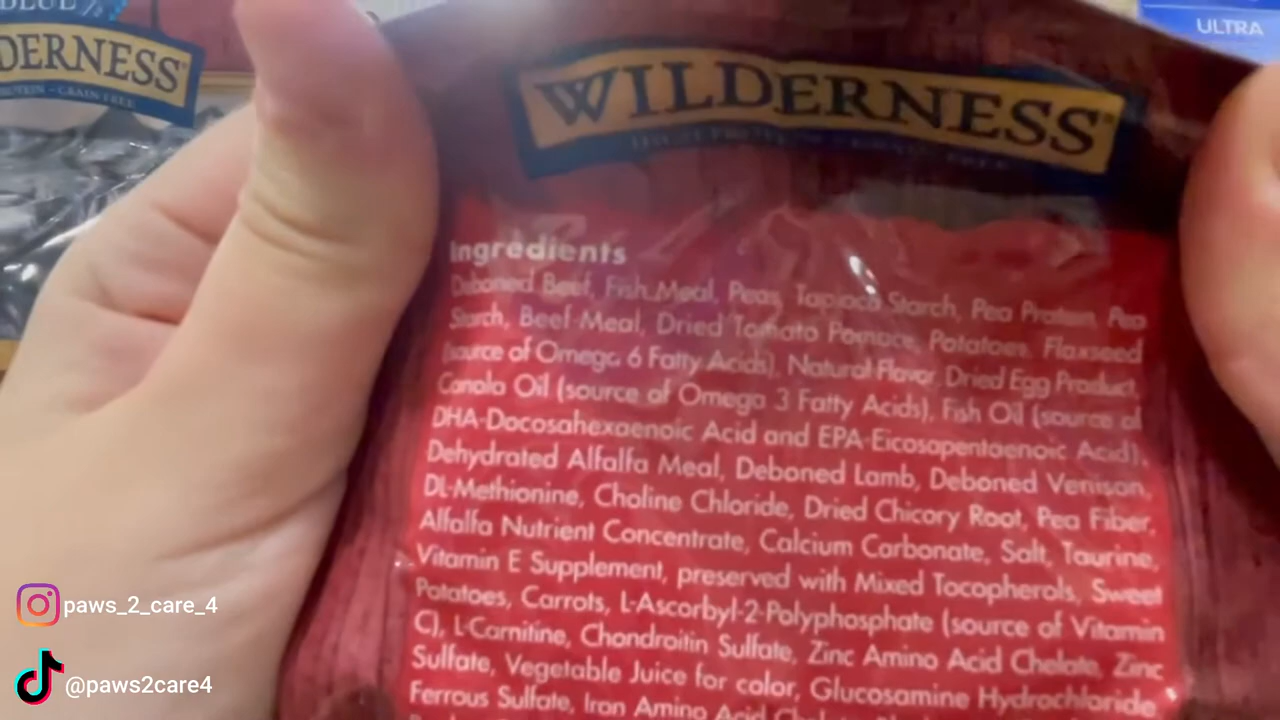 BLUE
DERNESS
PROTEIN - GRAIN FREE
ULTRA
WILDERNESS®
Ingredients
Deboned Beef, Fish Meal, Peas, Tapioca Starch, Pea Protein, Pea
Starch, Beef Meal, Dried Tomato Pomace, Potatoes, Flaxseed
(source of Omega 6 Fatty Acids), Natural Flavor, Dried Egg Product,
Canola Oil (source of Omega 3 Fatty Acids), Fish Oil (source of
DHA-Docosahexaenoic Acid and EPA-Eicosapentaenoic Acid),
Dehydrated Alfalfa Meal, Deboned Lamb, Deboned Venison,
DL-Methionine, Choline Chloride, Dried Chicory Root, Pea Fiber,
Alfalfa Nutrient Concentrate, Calcium Carbonate, Salt, Taurine,
Vitamin E Supplement, preserved with Mixed Tocopherols, Sweet
Potatoes, Carrots, L-Ascorbyl-2-Polyphosphate (source of Vitamin
C), L-Carnitine, Chondroitin Sulfate, Zinc Amino Acid Chelate, Zinc
Sulfate, Vegetable Juice for color, Glucosamine Hydrochloride,
Ferrous Sulfate, Iron Amino Acid
paws_2_care_4
@paws2care4